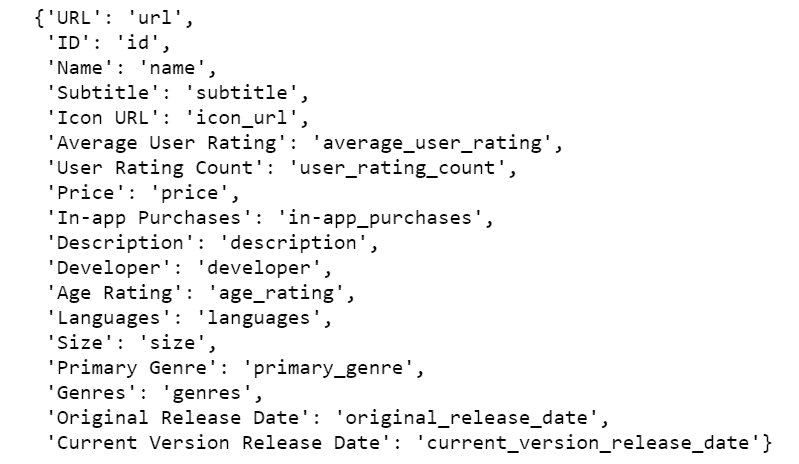 {'URL': 'url',
'ID': 'id',
'Name': 'name',
'Subtitle': 'subtitle',
'Icon URL': 'icon_url',
'Average User Rating': 'average_user_rating',
'User Rating Count': 'user_rating_count',
'Price': 'price',
'In-app Purchases': 'in-app_purchases',
'Description': 'description',
'Developer': 'developer',
'Age Rating': 'age_rating',
'Languages': 'languages',
'Size': 'size',
'Primary Genre': 'primary_genre',
'Genres': 'genres',
'Original Release Date': 'original_release_date',
'Current Version Release Date': 'current_version_release_date'}